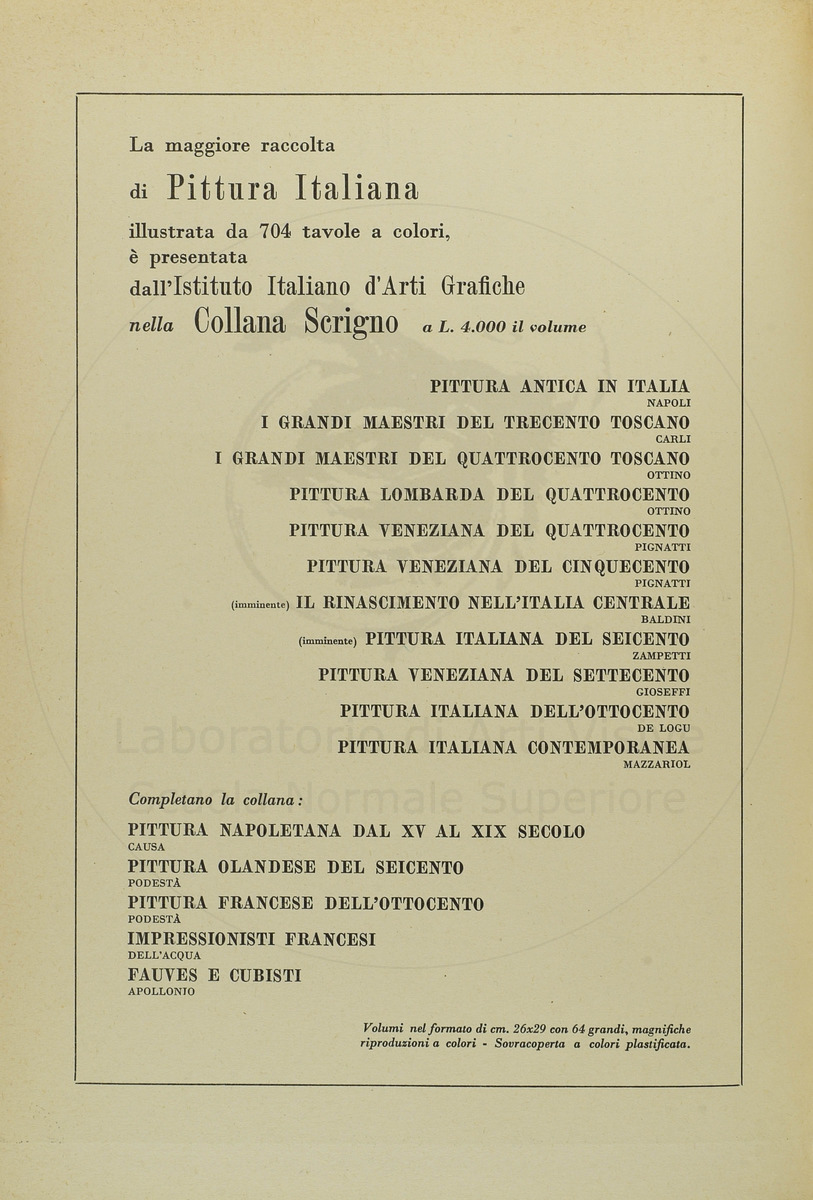 La maggiore raccolta
di Pittura Italiana
illustrata da 704 tavole a colori,
è presentata
dall'Istituto Italiano d'Arti Grafiche
nella Collana Scrigno a L. 4.000 il volume
PITTURA ANTICA IN ITALIA
NAPOLI
I GRANDI MAESTRI DEL TRECENTO TOSCANO
CARLI
I GRANDI MAESTRI DEL QUATTROCENTO TOSCANO
OTTINO
PITTURA LOMBARDA DEL QUATTROCENTO
OTTINO
PITTURA VENEZIANA DEL QUATTROCENTO
PIGNATTI
PITTURA VENEZIANA DEL CINQUECENTO
PIGNATTI
(imminente) IL RINASCIMENTO NELL'ITALIA CENTRALE
BALDINI
(imminente) PITTURA ITALIANA DEL SEICENTO
ZAMPETTI
PITTURA VENEZIANA DEL SETTECENTO
GIOSEFFI
PITTURA ITALIANA DELL'OTTOCENTO
DE LOGU
PITTURA ITALIANA CONTEMPORANEA
MAZZARIOL
Completano la collana:
PITTURA NAPOLETANA DAL XV AL XIX SECOLO
CAUSA
PITTURA OLANDESE DEL SEICENTO
PODESTÀ
PITTURA FRANCESE DELL'OTTOCENTO
PODESTÀ
IMPRESSIONISTI FRANCESI
DELL'ACQUA
FAUVES E CUBISTI
APOLLONIO
Volumi nel formato di cm. 26x29 con 64 grandi, magnifiche
riproduzioni a colori - Sovracoperta a colori plastificata.
Laboratorio
Normale Superiore